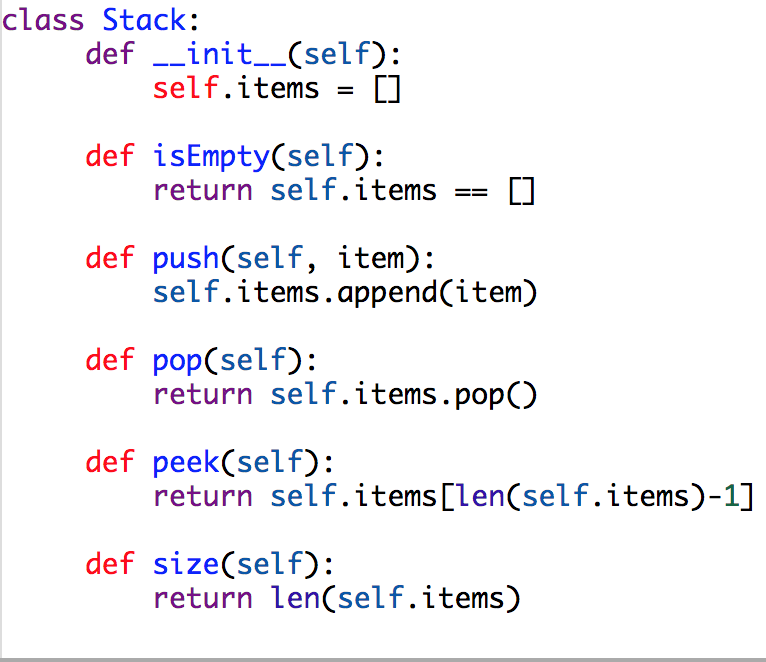 class Stack:
     def __init__(self):
         self.items = []

     def isEmpty(self):
         return self.items == []

     def push(self, item):
         self.items.append(item)

     def pop(self):
         return self.items.pop()

     def peek(self):
         return self.items[len(self.items)-1]

     def size(self):
         return len(self.items)